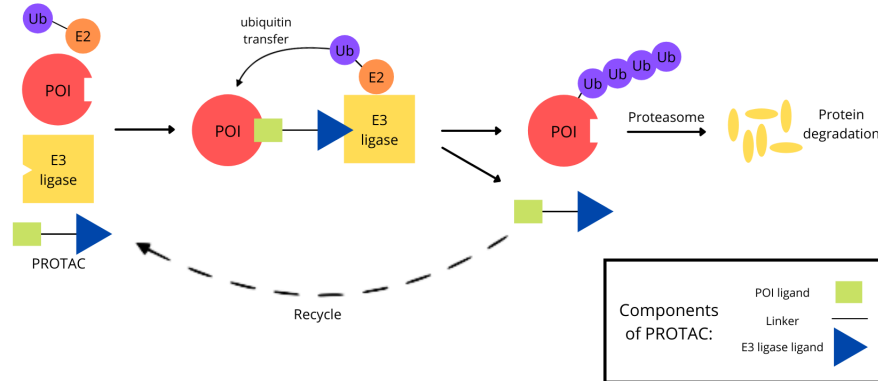 Ub
E2
POI
E3
ligase
PROTAC
ubiquitin
transfer
Ub
E2
POI
E3
ligase
Ub Ub Ub Ub
POI
Proteasome
Protein
degradation
Recycle
Components
of PROTAC:
POI ligand
Linker
E3 ligase ligand